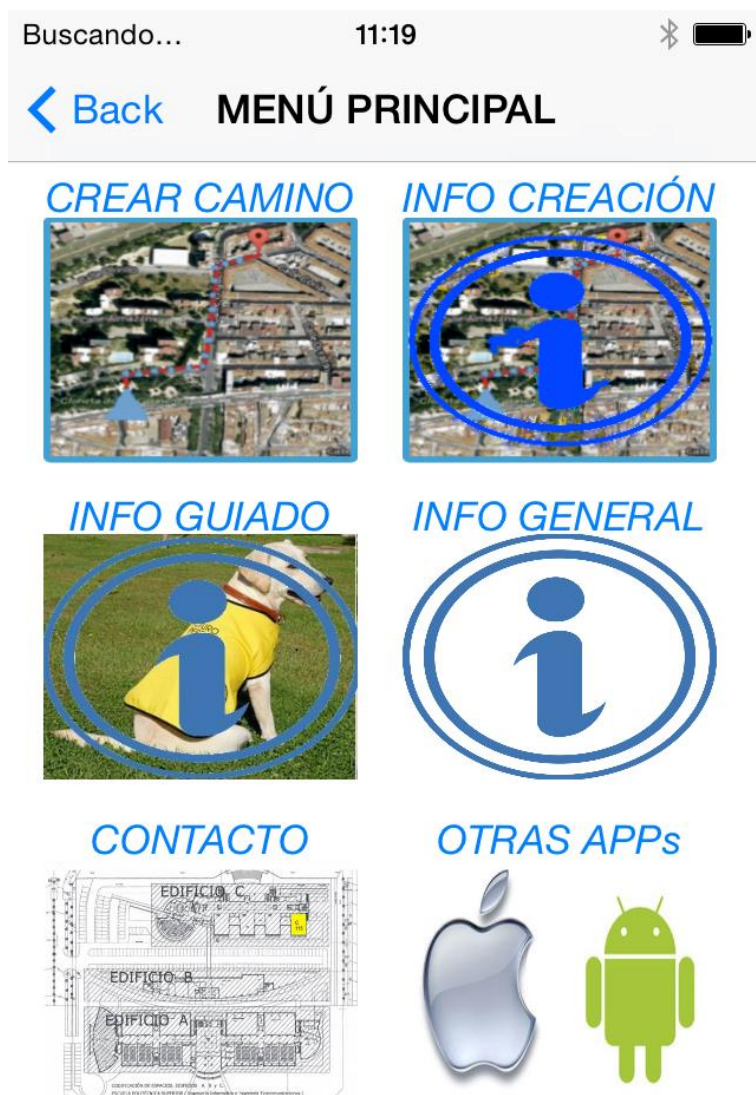 Buscando... 11:19
Back MENÚ PRINCIPAL
CREAR CAMINO INFO CREACIÓN
INFO GUIADO INFO GENERAL
CONTACTO OTRAS APPs
EDIFICIO C
EDIFICIO B
EDIFICIO A